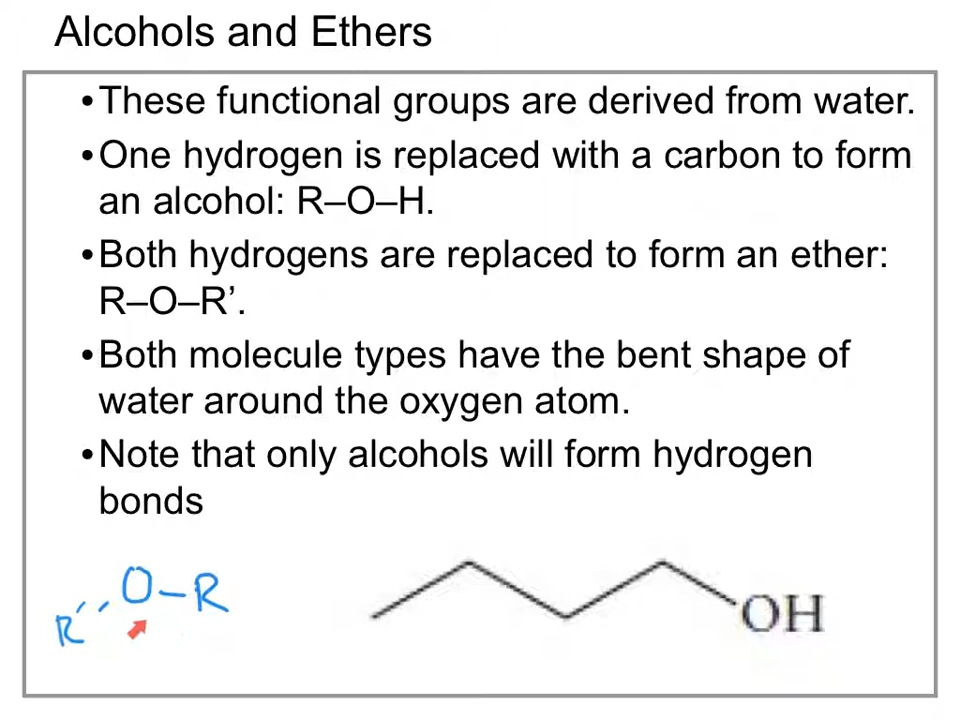 Alcohols and Ethers
•These functional groups are derived from water.
•One hydrogen is replaced with a carbon to form
an alcohol: R–O–H.
•Both hydrogens are replaced to form an ether:
R–O–R’.
•Both molecule types have the bent shape of
water around the oxygen atom.
•Note that only alcohols will form hydrogen
bonds
O–R
R'
OH